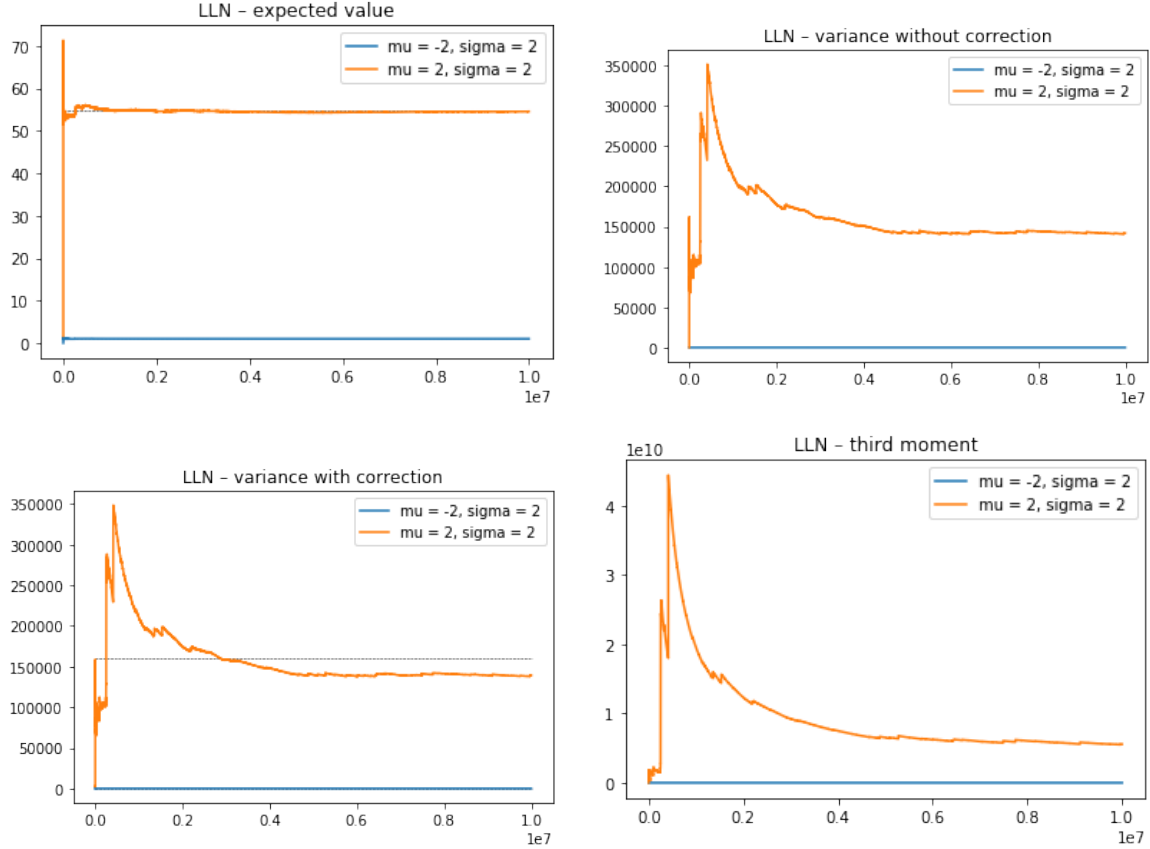 LLN – expected value
mu = -2, sigma = 2
mu = 2, sigma = 2
70
60
50
40
30
20
10
0
0.0 0.2 0.4 0.6 0.8 1.0
1e7
LLN – variance without correction
mu = -2, sigma = 2
mu = 2, sigma = 2
350000
300000
250000
200000
150000
100000
50000
0
0.0 0.2 0.4 0.6 0.8 1.0
1e7
LLN – variance with correction
mu = -2, sigma = 2
mu = 2, sigma = 2
350000
300000
250000
200000
150000
100000
50000
0
0.0 0.2 0.4 0.6 0.8 1.0
1e7
1e10
LLN – third moment
mu = -2, sigma = 2
mu = 2, sigma = 2
4
3
2
1
0
0.0 0.2 0.4 0.6 0.8 1.0
1e7